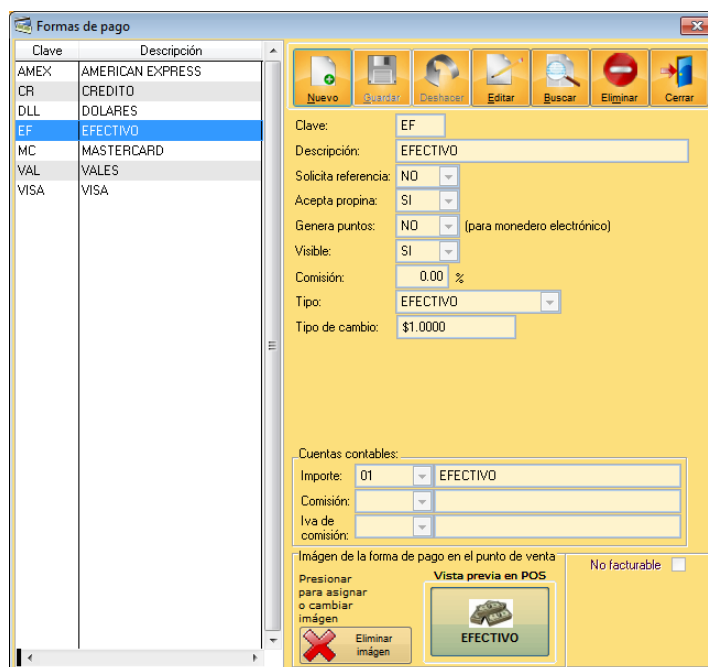 Formas de pago
Clave Descripción
AMEX AMERICAN EXPRESS
CR CREDITO
DLL DOLARES
EF EFECTIVO
MC MASTERCARD
VAL VALES
VISA VISA
Nuevo Guardar Deshacer Editar Buscar Eliminar Cerrar
Clave: EF
Descripción: EFECTIVO
Solicita referencia: NO
Acepta propina: SI
Genera puntos: NO (para monedero electrónico)
Visible: SI
Comisión: 0.00 %
Tipo: EFECTIVO
Tipo de cambio: $1.0000
Cuentas contables:
Importe: 01 EFECTIVO
Comisión:
Iva de
comisión:
Imágen de la forma de pago en el punto de venta
No facturable
Presionar
para asignar
o cambiar
imágen
Eliminar
imágen
Vista previa en POS
EFECTIVO